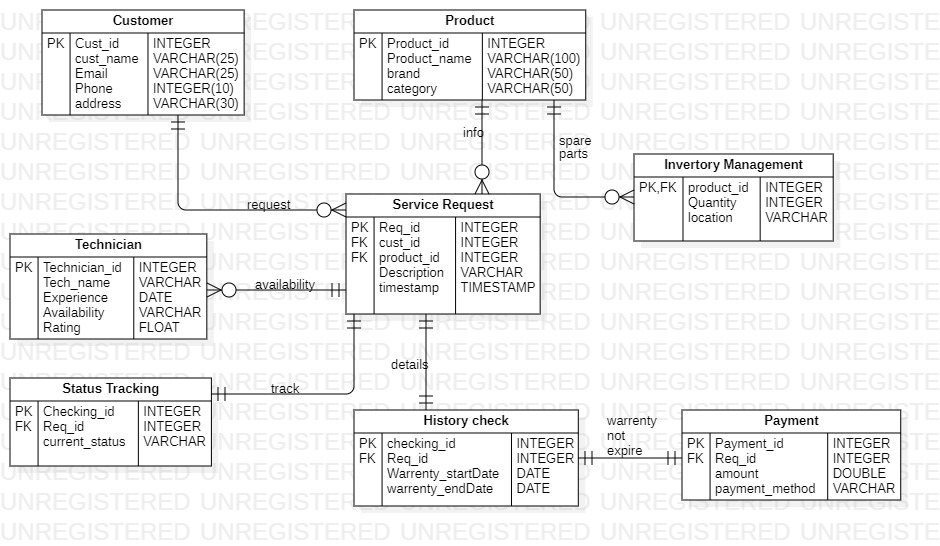 Customer
PK Cust_id INTEGER
cust_name VARCHAR(25)
Email VARCHAR(25)
Phone INTEGER(10)
address VARCHAR(30)
Product
PK Product_id INTEGER
Product_name VARCHAR(100)
brand VARCHAR(50)
category VARCHAR(50)
info
spare
parts
Invertory Management
PK,FK product_id INTEGER
Quantity INTEGER
location VARCHAR
request
Service Request
PK Req_id INTEGER
FK cust_id INTEGER
FK product_id INTEGER
Description VARCHAR
timestamp TIMESTAMP
Technician
PK Technician_id INTEGER
Tech_name VARCHAR
Experience DATE
Availability VARCHAR
Rating FLOAT
availability
details
track
Status Tracking
PK Checking_id INTEGER
FK Req_id INTEGER
current_status VARCHAR
History check
PK checking_id INTEGER
FK Req_id INTEGER
Warrenty_startDate DATE
warrenty_endDate DATE
warrenty
not
expire
Payment
PK Payment_id INTEGER
FK Req_id INTEGER
amount DOUBLE
payment_method VARCHAR
UNREGISTERED